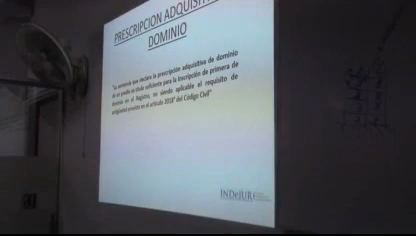 PRESCRIPCION ADQUISIT
DOMINIO
"La sentencia que declara la prescripción adquisitiva de dominio
de un predio es título suficiente para la inscripción de primera de
dominio en el Registro, no siendo aplicable el requisito de
antigüedad previsto en el artículo 2018° del Código Civil"
INDeJUR